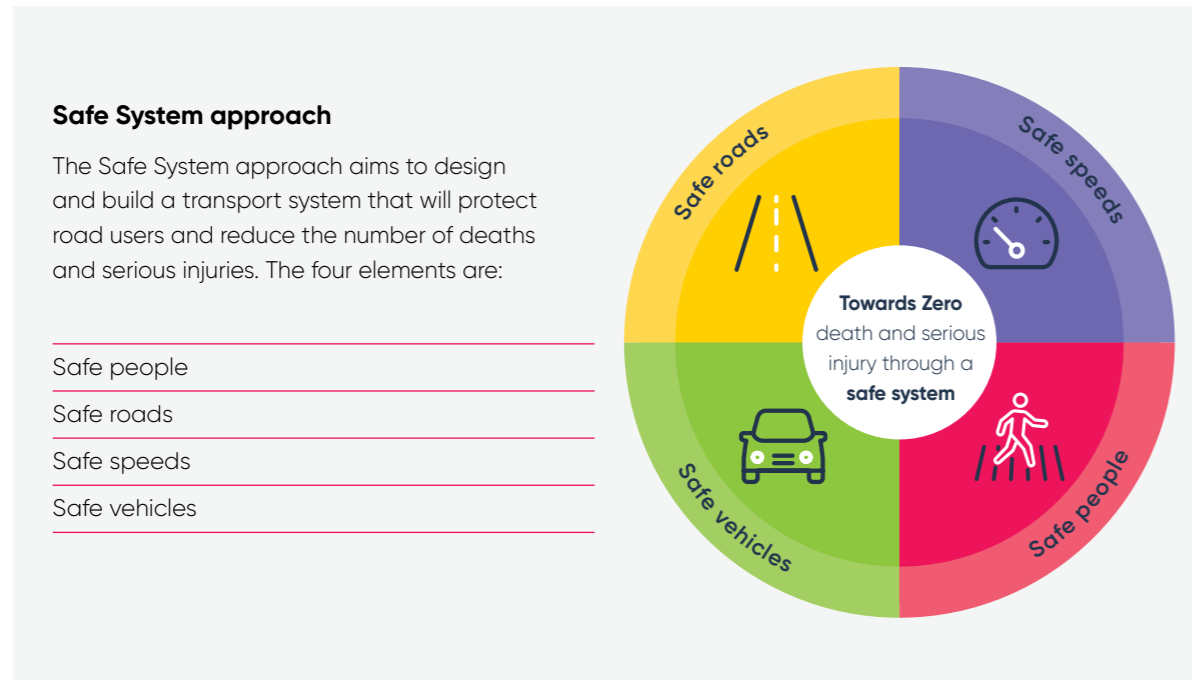 Safe System approach
The Safe System approach aims to design
and build a transport system that will protect
road users and reduce the number of deaths
and serious injuries. The four elements are:
Safe people
Safe roads
Safe speeds
Safe vehicles
Safe roads
Safe speeds
Towards Zero
death and serious
injury through a
safe system
Safe vehicles
Safe people